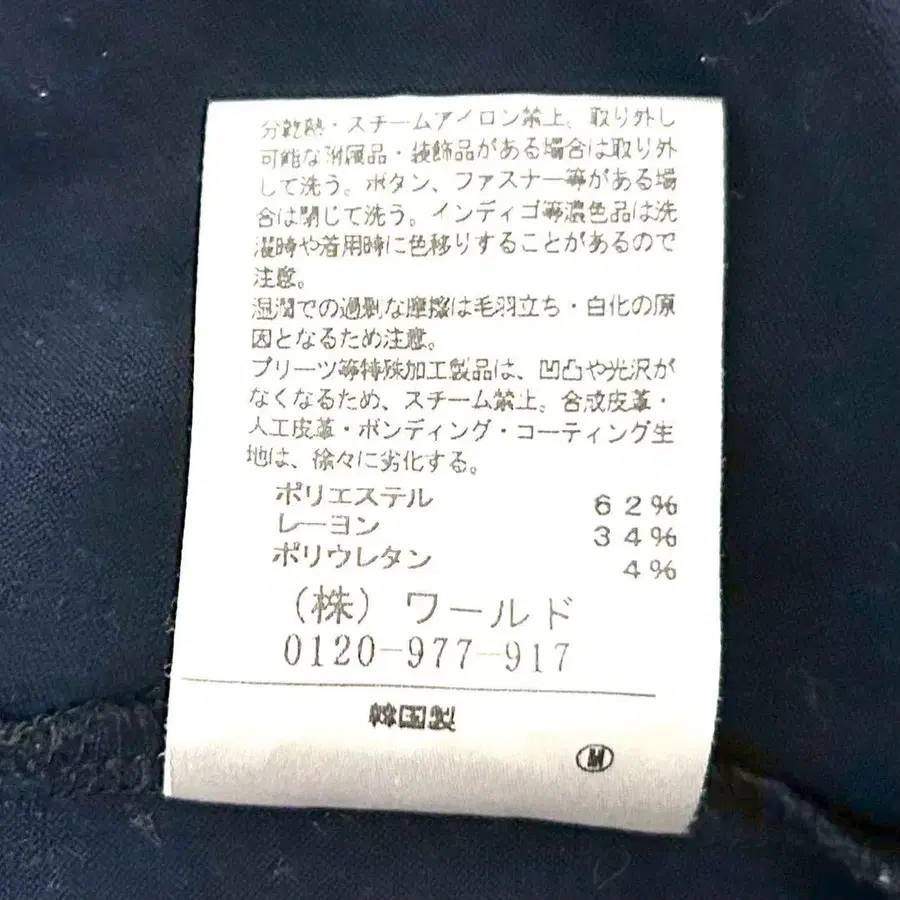 分乾熱・スチームアイロン禁止。取り外し
可能な附属品・装飾品がある場合は取り外
して洗う。ボタン、ファスナー等がある場
合は閉じて洗う。インディゴ等濃色品は洗
濯時や着用時に色移りすることがあるので
注意。
湿潤での過剰な摩擦は毛羽立ち・白化の原
因となるため注意。
プリーツ等特殊加工製品は、凹凸や光沢が
なくなるため、スチーム禁止。合成皮革・
人工皮革・ボンディング・コーティング生
地は、徐々に劣化する。
ポリエステル 62%
レーヨン 34%
ポリウレタン 4%
(株) ワールド
0120-977-917
M